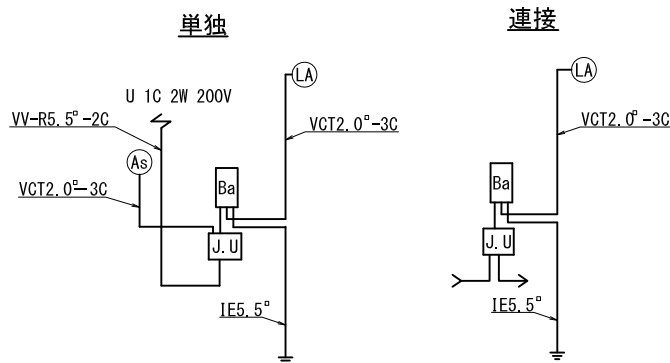 単独
連接
LA
LA
U 1C 2W 200V
VV-R5.5□-2C
VCT2.0□-3C
VCT2.0□-3C
As
Ba
Ba
VCT2.0□-3C
J.U
J.U
IE5.5□
IE5.5□